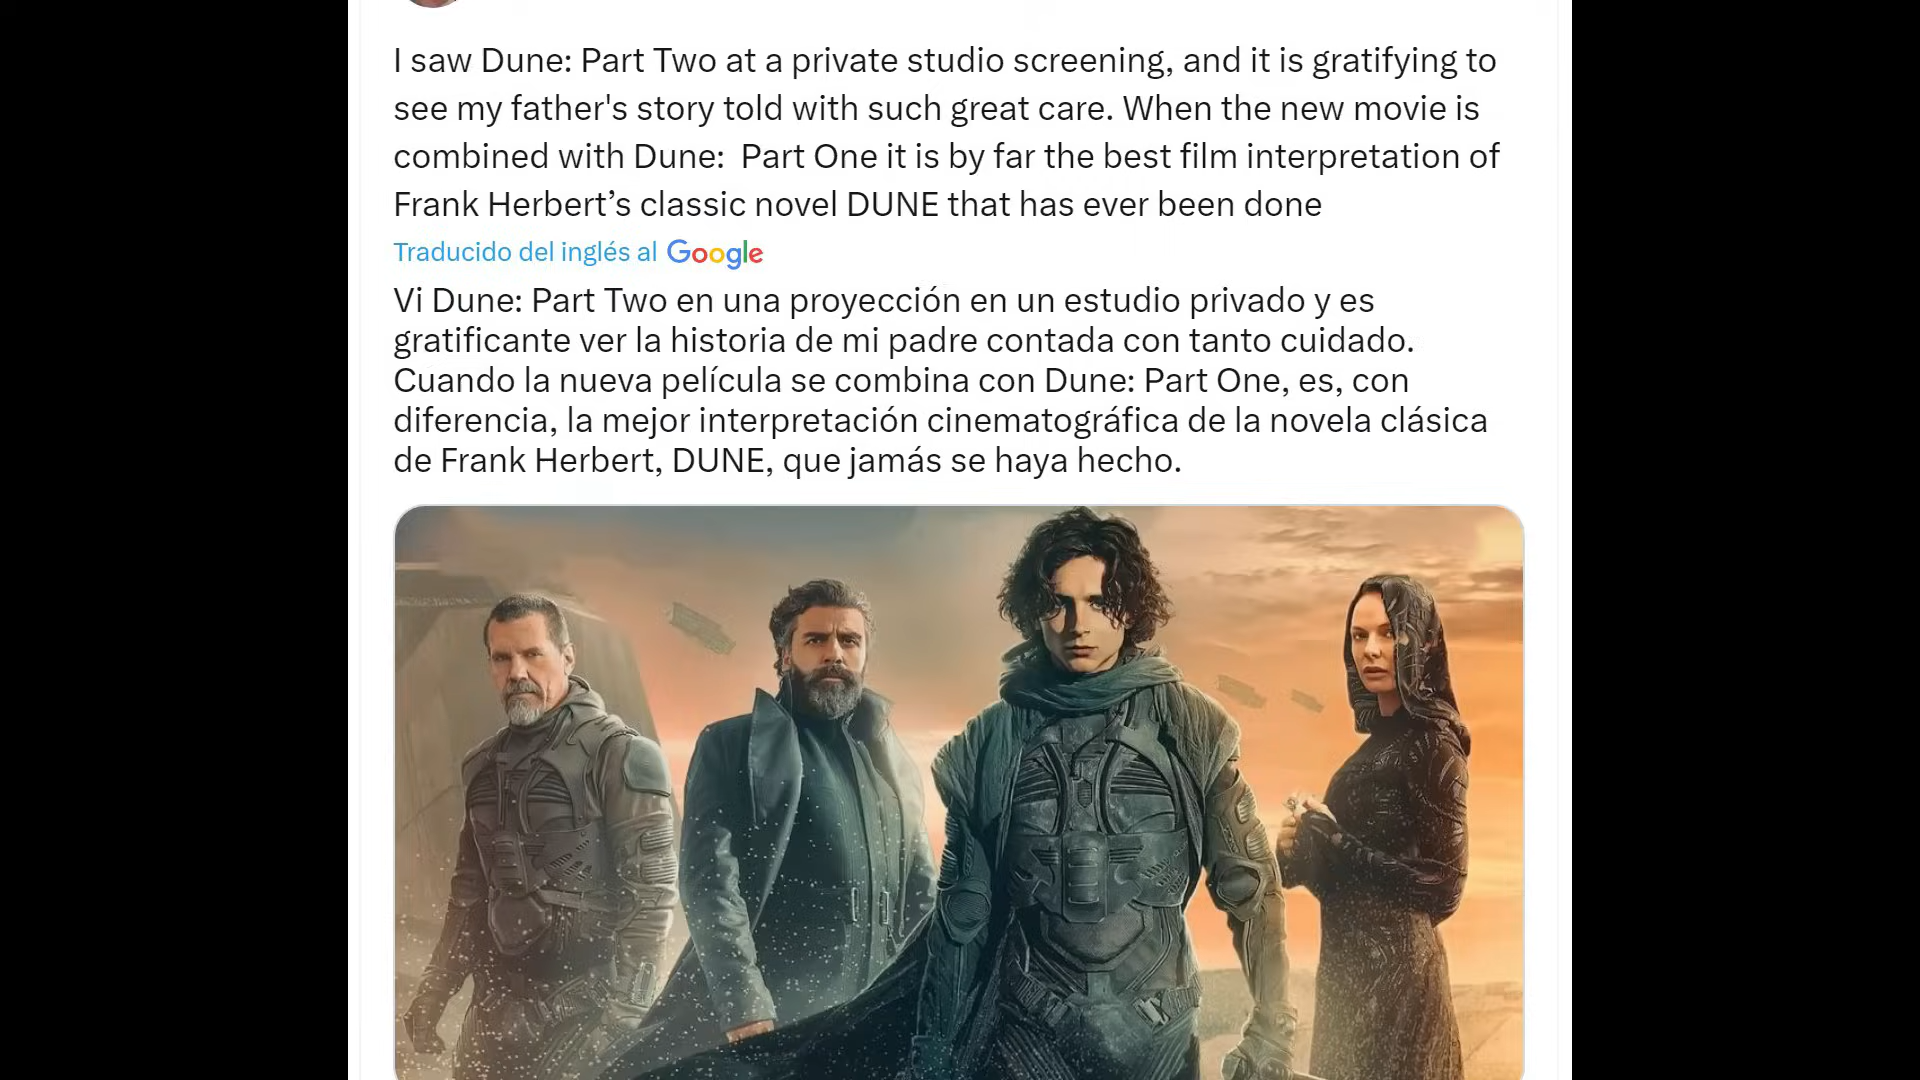 I saw Dune: Part Two at a private studio screening, and it is gratifying to
see my father's story told with such great care. When the new movie is
combined with Dune:  Part One it is by far the best film interpretation of
Frank Herbert’s classic novel DUNE that has ever been done
Traducido del inglés al Google
Vi Dune: Part Two en una proyección en un estudio privado y es
gratificante ver la historia de mi padre contada con tanto cuidado.
Cuando la nueva película se combina con Dune: Part One, es, con
diferencia, la mejor interpretación cinematográfica de la novela clásica
de Frank Herbert, DUNE, que jamás se haya hecho.